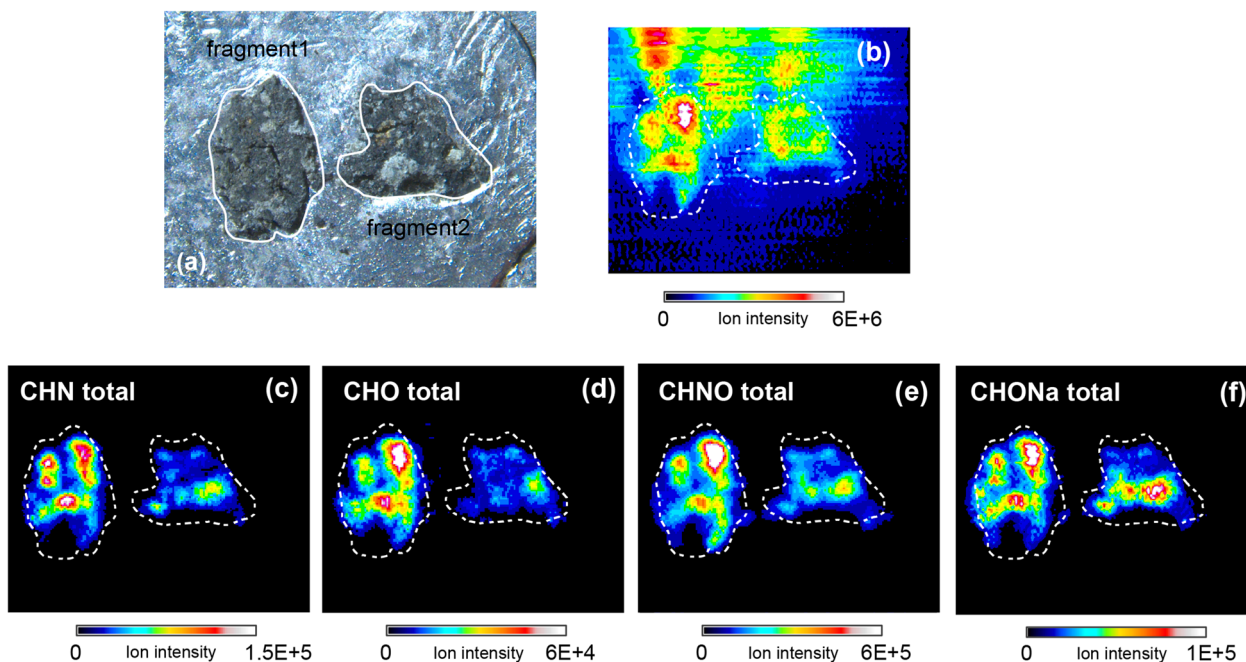 fragment1
fragment2
(a)
(b)
0 Ion intensity 6E+6
CHN total (c)
0 Ion intensity 1.5E+5
CHO total (d)
0 Ion intensity 6E+4
CHNO total (e)
0 Ion intensity 6E+5
CHONa total (f)
0 Ion intensity 1E+5